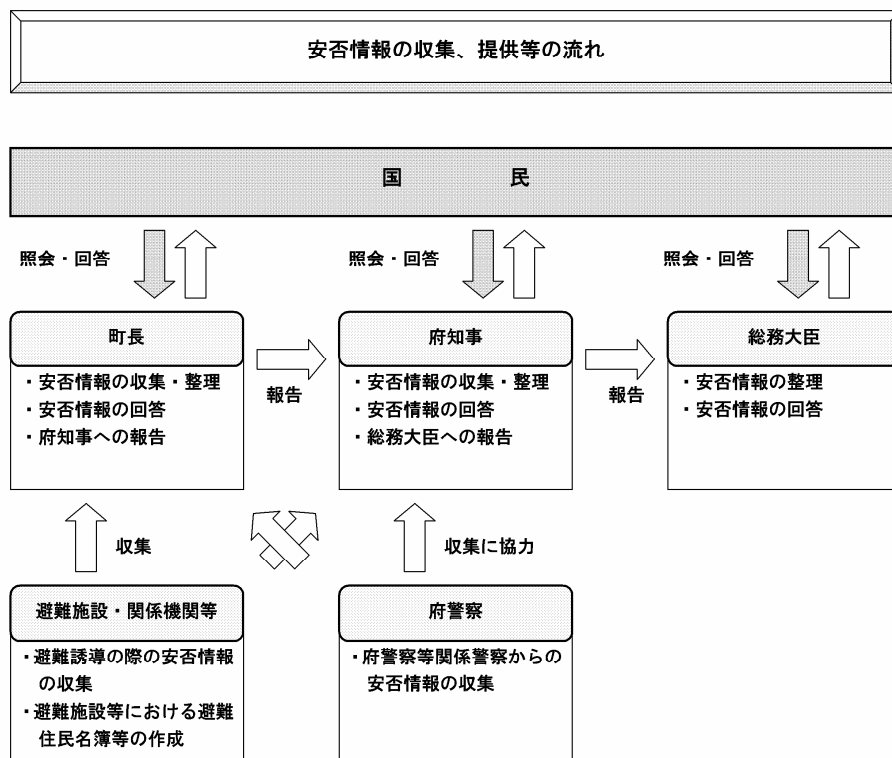 安否情報の収集、提供等の流れ
国　民
照会・回答
照会・回答
照会・回答
町長
・安否情報の収集・整理
・安否情報の回答
・府知事への報告
報告
府知事
・安否情報の収集・整理
・安否情報の回答
・総務大臣への報告
報告
総務大臣
・安否情報の整理
・安否情報の回答
収集
収集に協力
避難施設・関係機関等
・避難誘導の際の安否情報
の収集
・避難施設等における避難
住民名簿等の作成
府警察
・府警察等関係警察からの
安否情報の収集